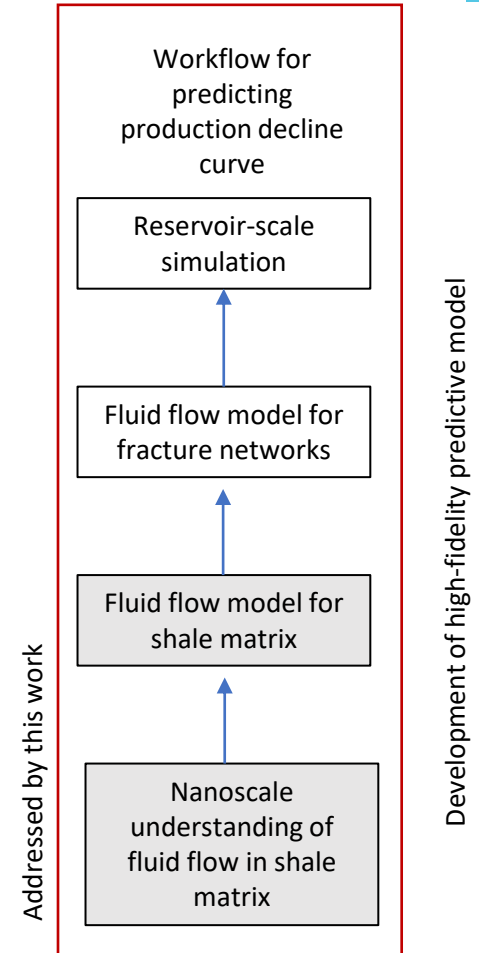 Workflow for
predicting
production decline
curve
Reservoir-scale
simulation
Fluid flow model for
fracture networks
Fluid flow model for
shale matrix
Nanoscale
understanding of
fluid flow in shale
matrix
Addressed by this work
Development of high-fidelity predictive model